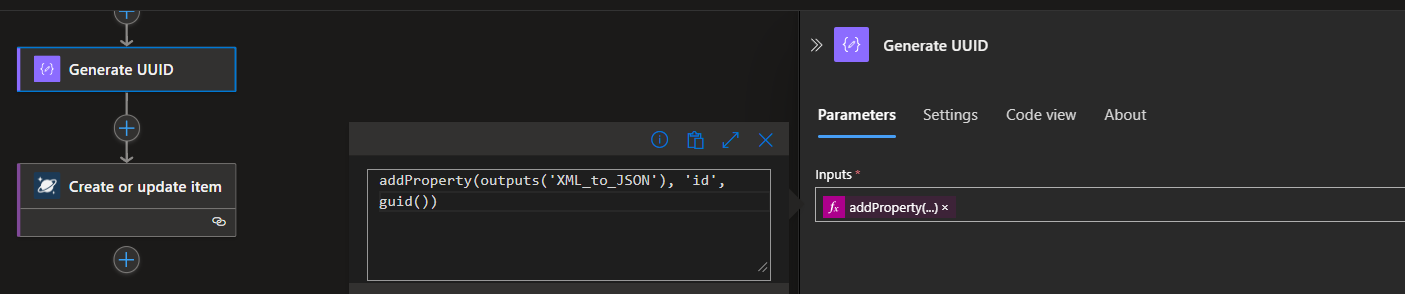 Generate UUID
Create or update item
addProperty(outputs('XML_to_JSON'), 'id',
guid())
Generate UUID
Parameters
Settings
Code view
About
Inputs *
fx addProperty(...) ×